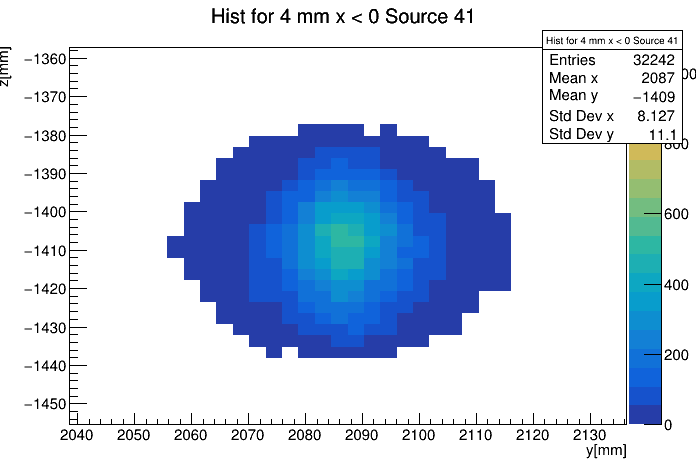 Hist for 4 mm x < 0 Source 41
Hist for 4 mm x < 0 Source 41
Entries 32242
Mean x 2087
Mean y −1409
Std Dev x 8.127
Std Dev y 11.1
z[mm]
−1360
−1370
−1380
−1390
−1400
−1410
−1420
−1430
−1440
−1450
600
400
200
0
2040 2050 2060 2070 2080 2090 2100 2110 2120 2130
y[mm]